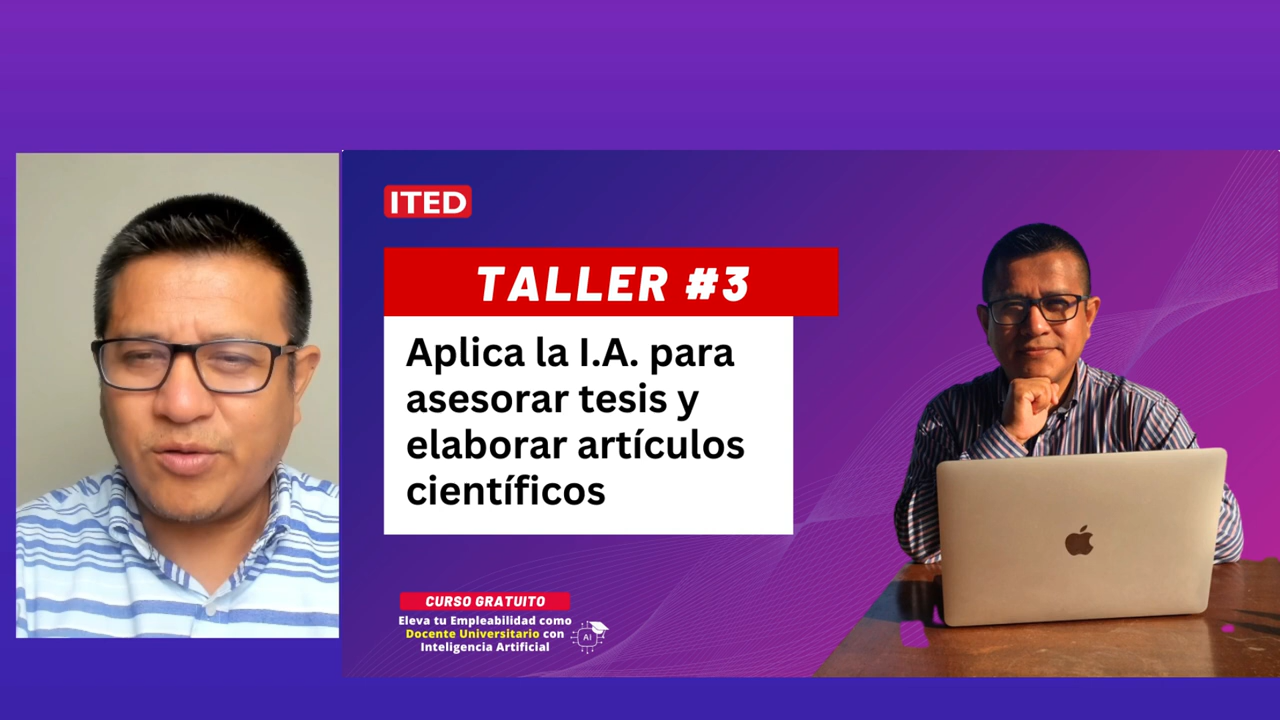 ITED
TALLER #3
Aplica la I.A. para
asesorar tesis y
elaborar artículos
científicos
CURSO GRATUITO
Eleva tu Empleabilidad como
Docente Universitario con
Inteligencia Artificial
AI